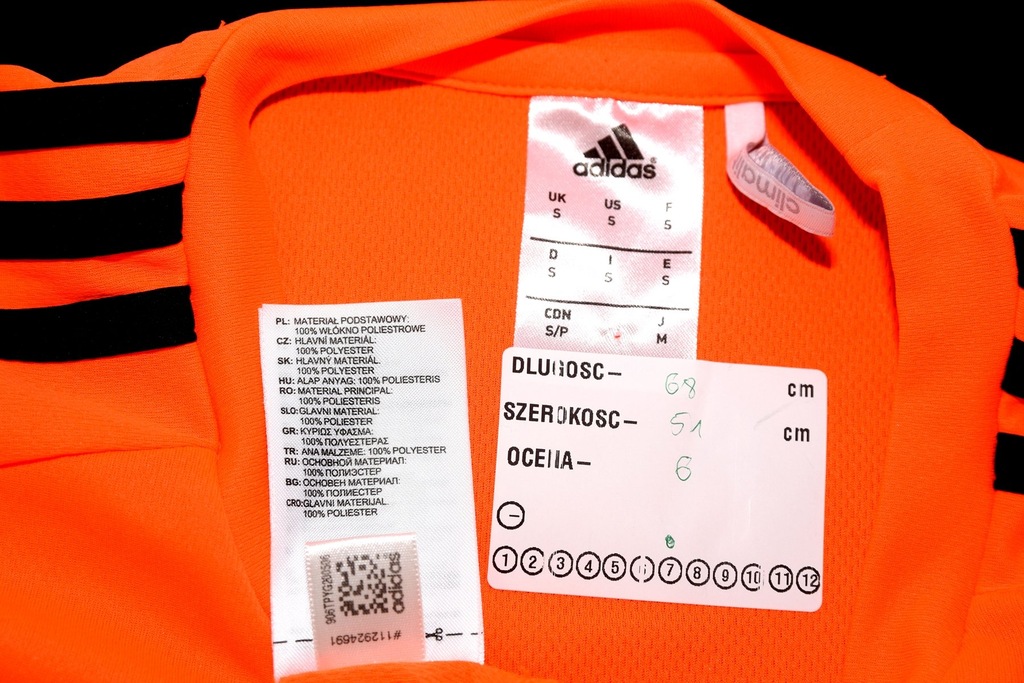 adidas
UK US F
S S S
D I E
S S S
CDN J
S/P M
climali
PL: MATERIAŁ PODSTAWOWY:
100% WŁÓKNO POLIESTROWE
CZ: HLAVNÍ MATERIÁL:
100% POLYESTER
SK: HLAVNÝ MATERIÁL:
100% POLYESTER
HU: ALAP ANYAG: 100% POLIESTERIS
RO: MATERIAL PRINCIPAL:
100% POLIESTERIS
SLO: GLAVNI MATERIAL:
100% POLIESTER
GR: ΚΥΡΙΩΣ ΥΦΑΣΜΑ:
100% ΠΟΛΥΕΣΤΕΡΑΣ
TR: ANA MALZEME: 100% POLYESTER
RU: ОСНОВНОЙ МАТЕРИАЛ:
100% ПОЛИЭСТЕР
BG: ОСНОВЕН МАТЕРИАЛ:
100% ПОЛИЕСТЕР
CRO: GLAVNI MATERIJAL
100% POLIESTER
906TPYG280506
adidas
#112924691
DLUGOSC– 68 cm
SZEROKOSC– 51 cm
OCENA– 6
–
1 2 3 4 5 6 7 8 9 10 11 12